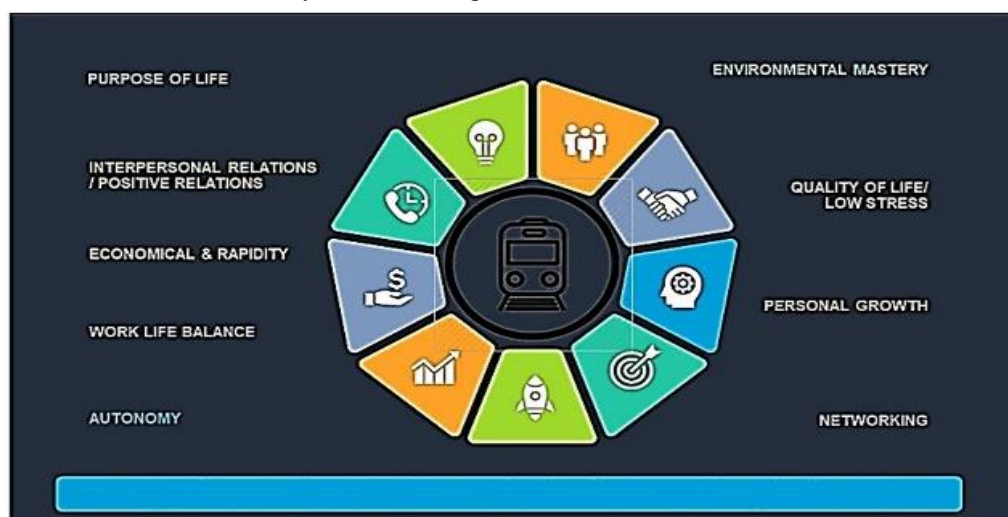 PURPOSE OF LIFE
INTERPERSONAL RELATIONS
/ POSITIVE RELATIONS
ECONOMICAL & RAPIDITY
WORK LIFE BALANCE
AUTONOMY
ENVIRONMENTAL MASTERY
QUALITY OF LIFE/
LOW STRESS
PERSONAL GROWTH
NETWORKING
$